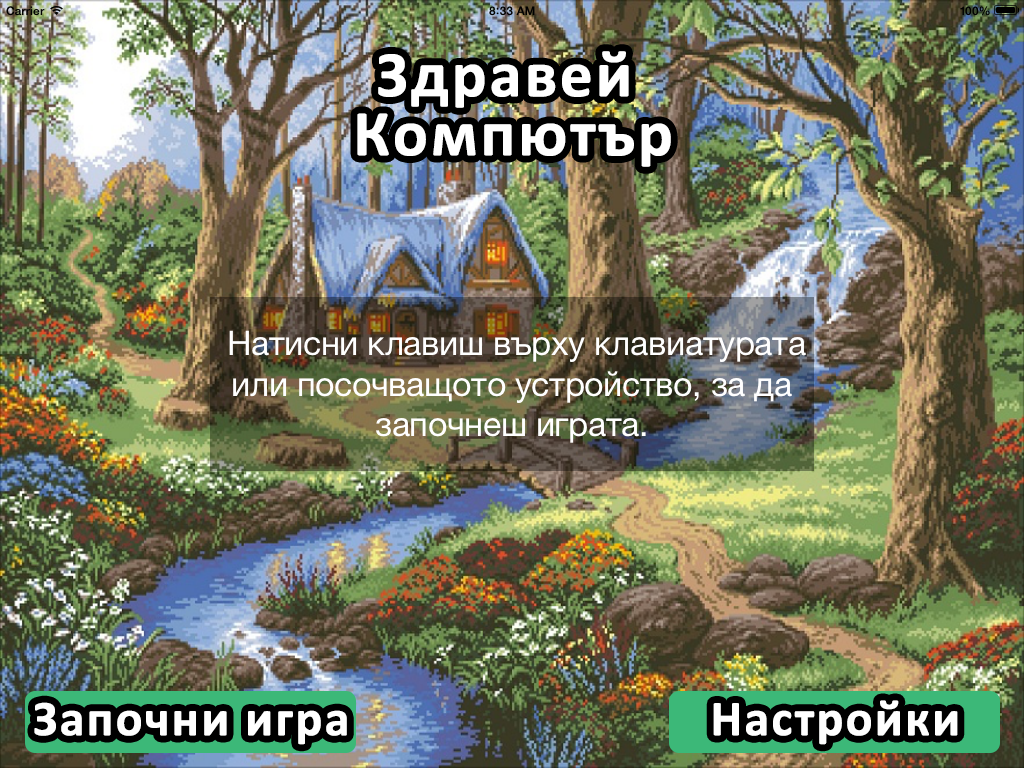 Carrier 8:33 AM 100%
Здравей
Компютър
Натисни клавиш върху клавиатурата
или посочващото устройство, за да
започнеш играта.
Започни игра Настройки